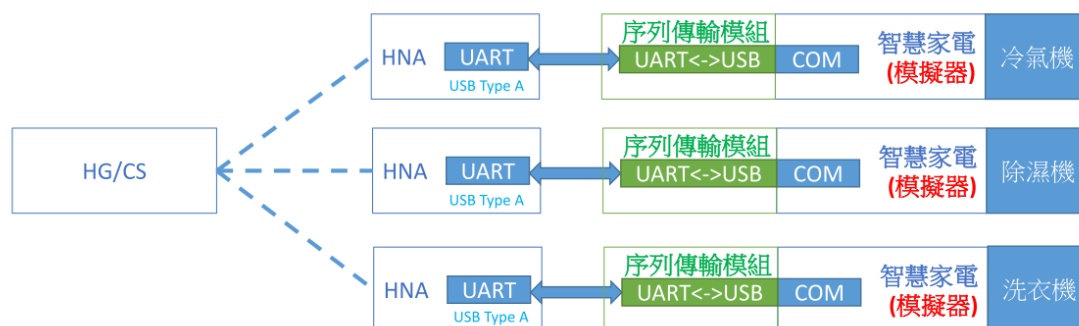 HG/CS
HNA
UART
USB Type A
序列傳輸模組
UART<->USB
COM
智慧家電
(模擬器)
冷氣機
HNA
UART
USB Type A
序列傳輸模組
UART<->USB
COM
智慧家電
(模擬器)
除濕機
HNA
UART
USB Type A
序列傳輸模組
UART<->USB
COM
智慧家電
(模擬器)
洗衣機